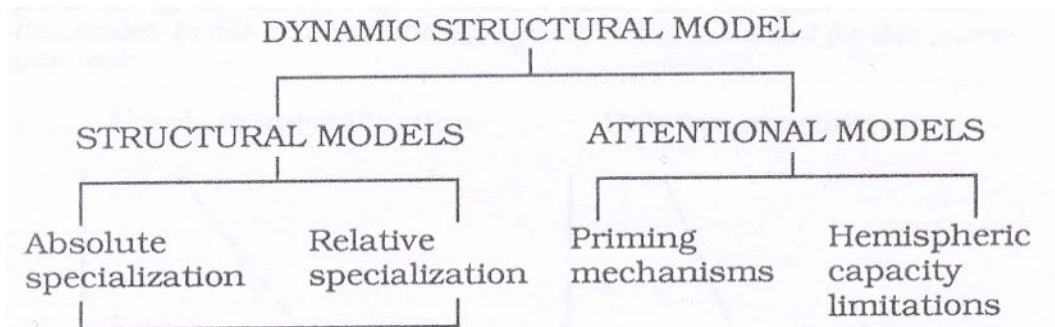 DYNAMIC STRUCTURAL MODEL
STRUCTURAL MODELS
ATTENTIONAL MODELS
Absolute
specialization
Relative
specialization
Priming
mechanisms
Hemispheric
capacity
limitations